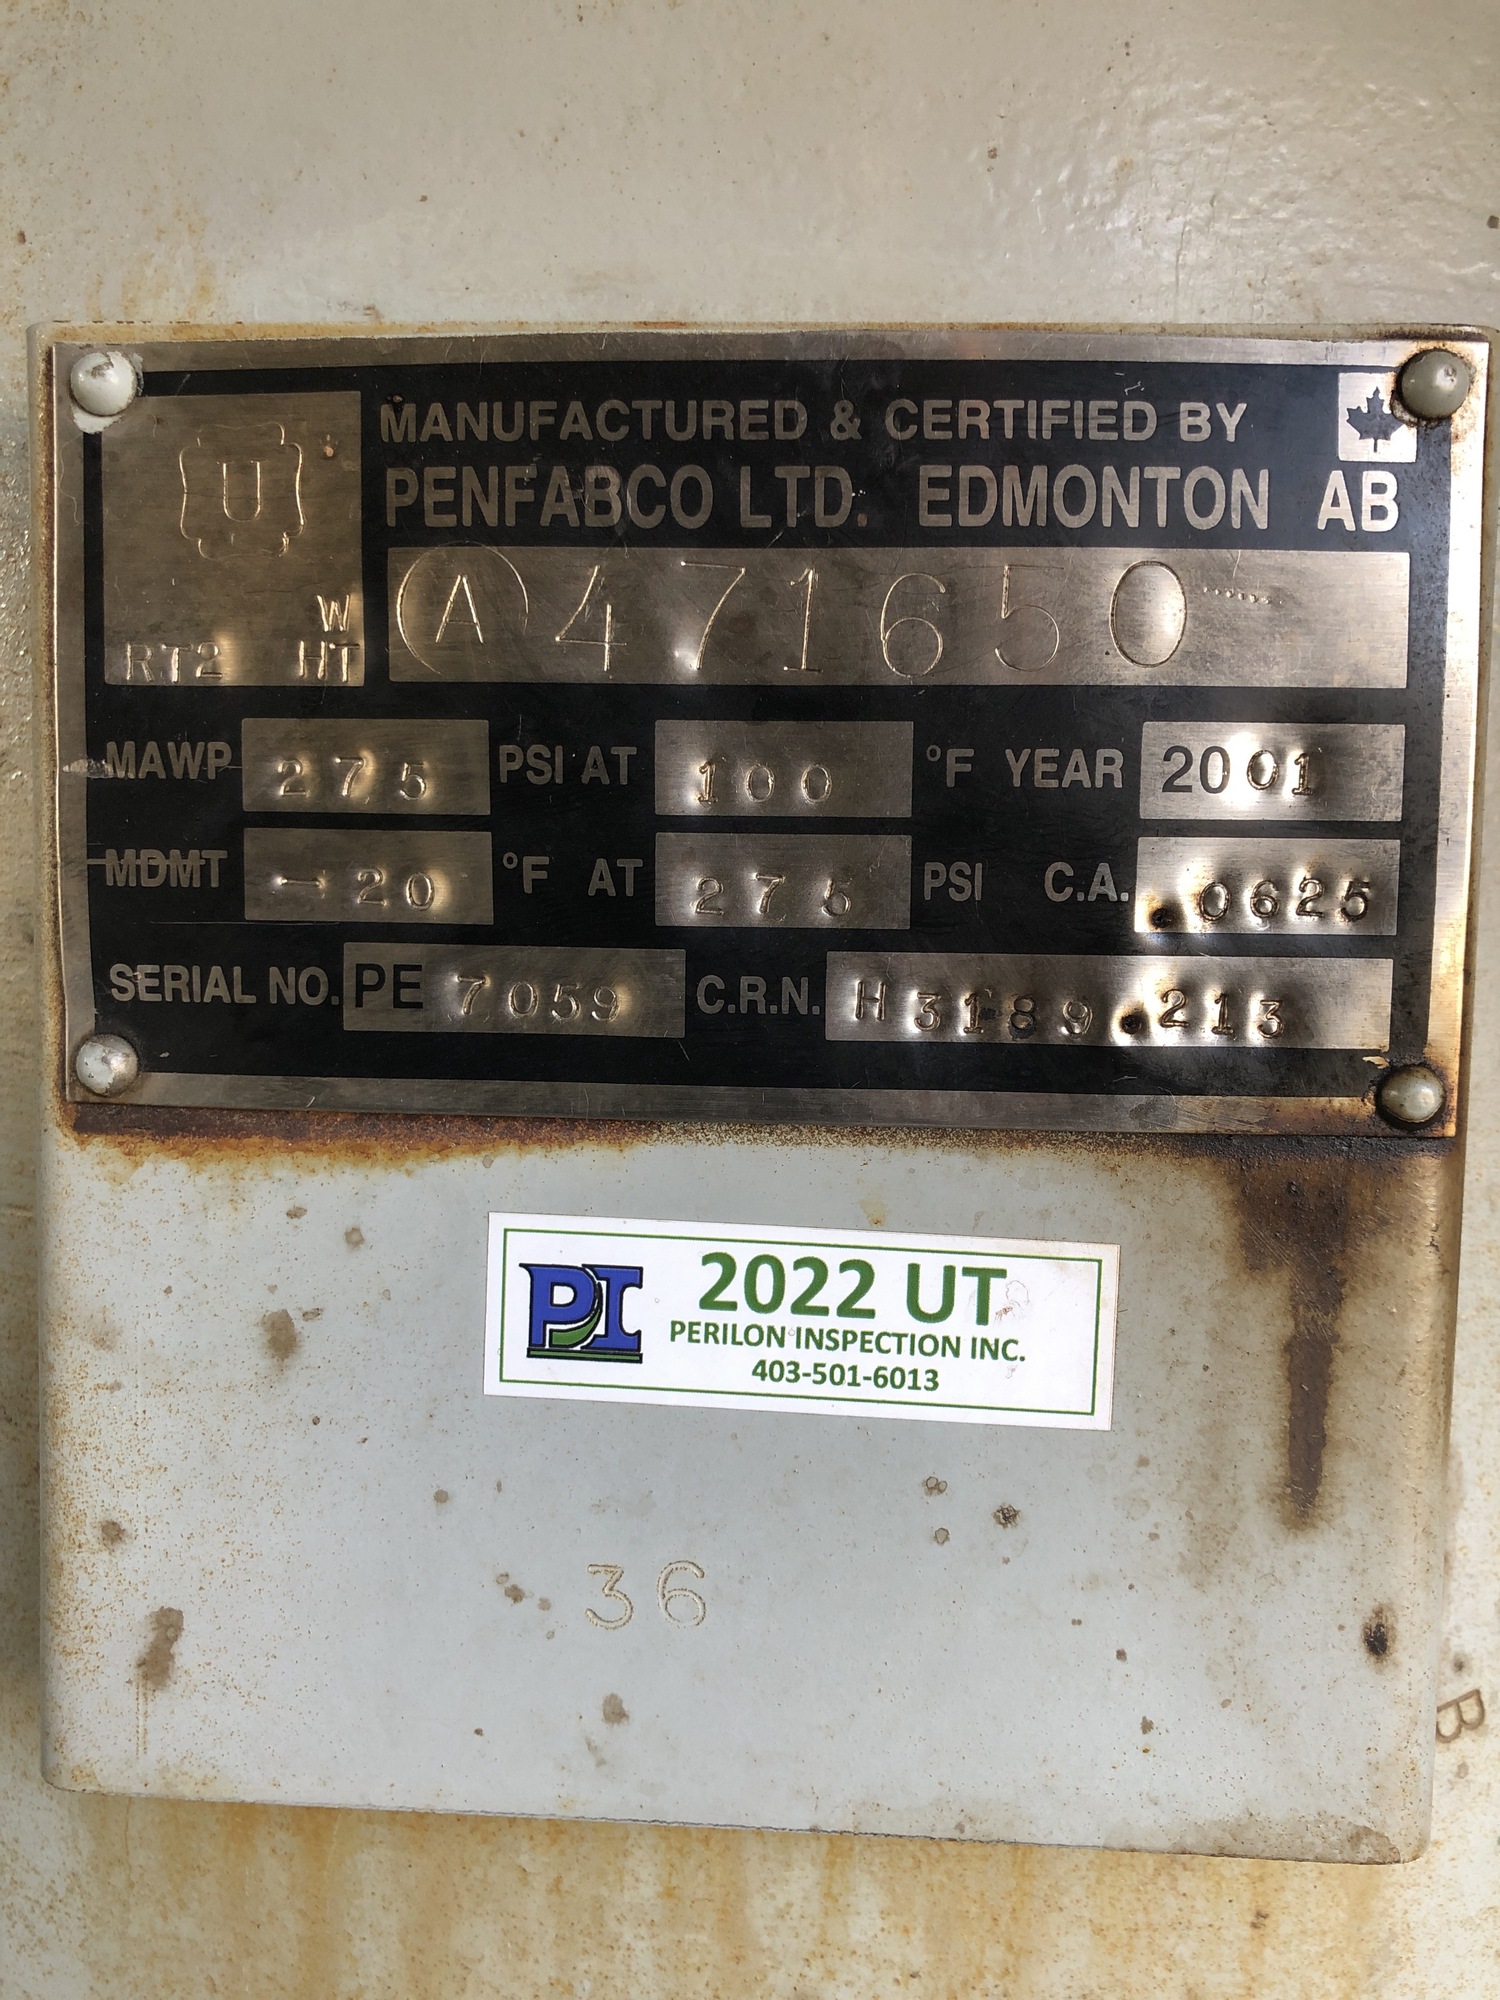 U
W
RT2 HT
MANUFACTURED & CERTIFIED BY
PENFABCO LTD. EDMONTON AB
A 471650
MAWP 275 PSI AT 100 °F YEAR 2001
MDMT -20 °F AT 275 PSI C.A. .0625
SERIAL NO. PE 7059 C.R.N. H3189.213
PI 2022 UT
PERILON INSPECTION INC.
403-501-6013
36
B